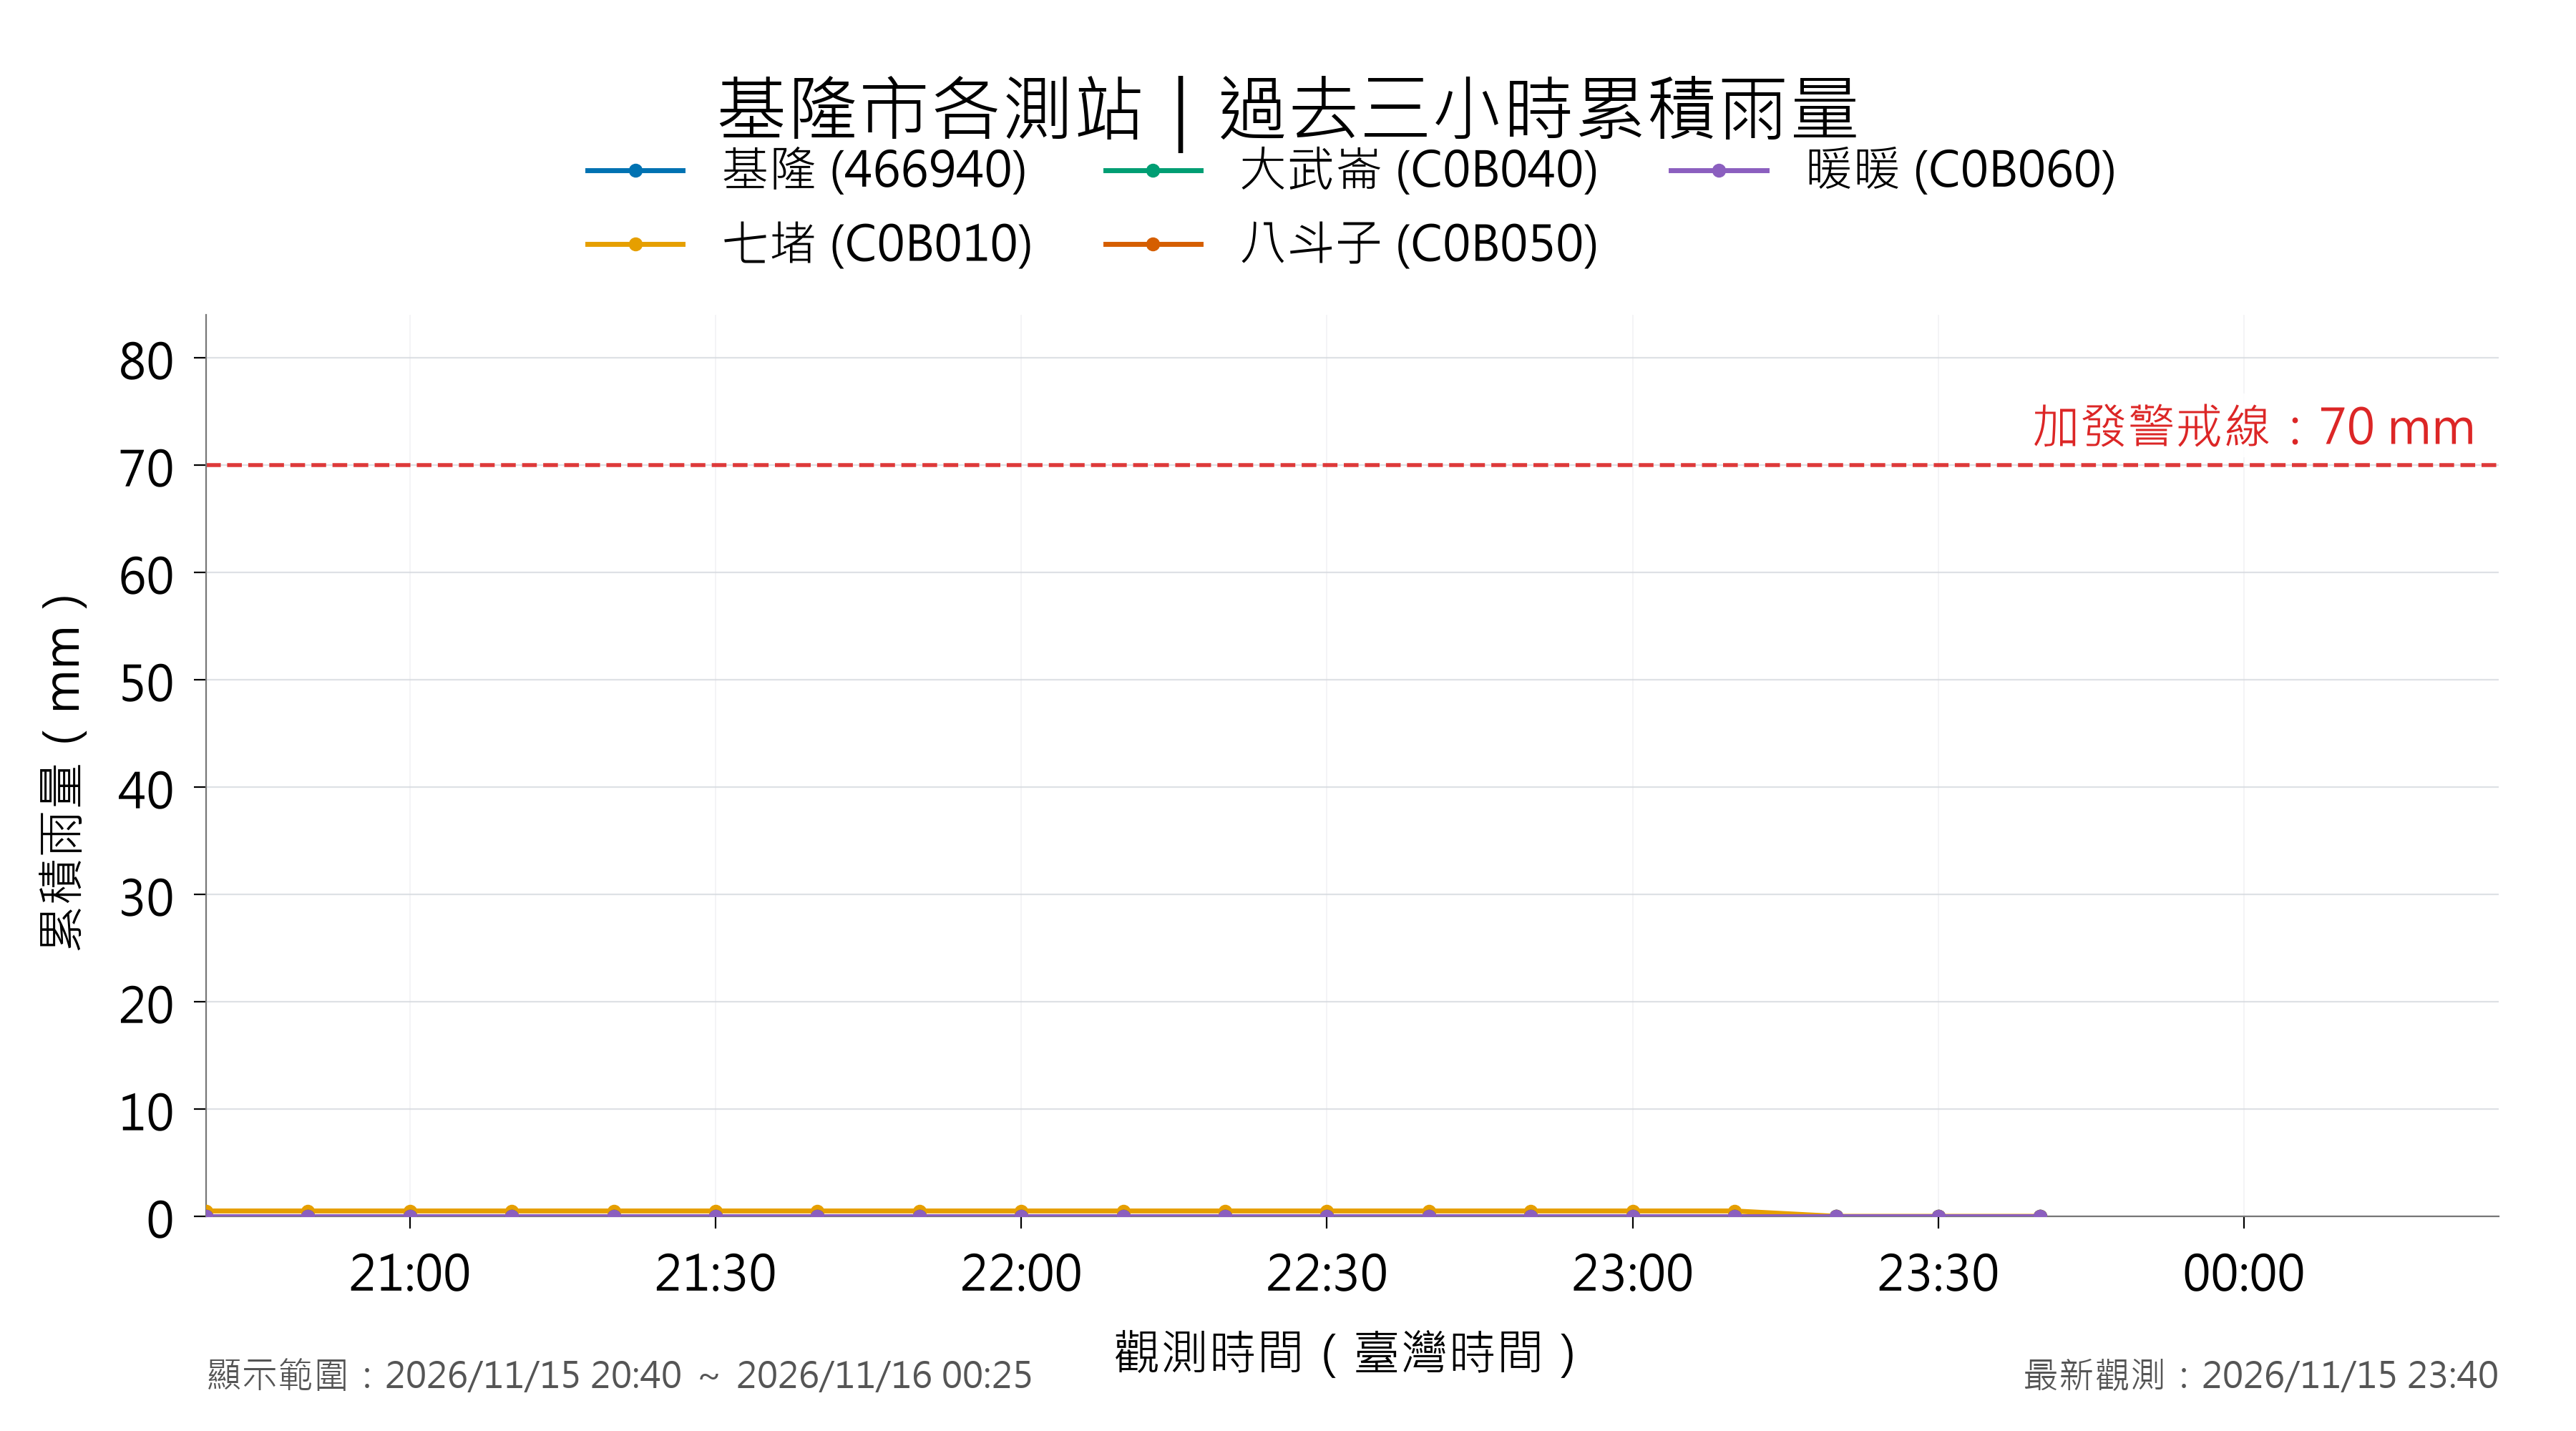 基隆市各測站 | 過去三小時累積雨量
基隆 (466940) 大武崙 (C0B040) 暖暖 (C0B060)
七堵 (C0B010) 八斗子 (C0B050)
80
加發警戒線：70 mm
70
60
50
40
30
20
10
0
累積雨量（mm）
21:00 21:30 22:00 22:30 23:00 23:30 00:00
觀測時間（臺灣時間）
顯示範圍：2026/11/15 20:40 ~ 2026/11/16 00:25
最新觀測：2026/11/15 23:40